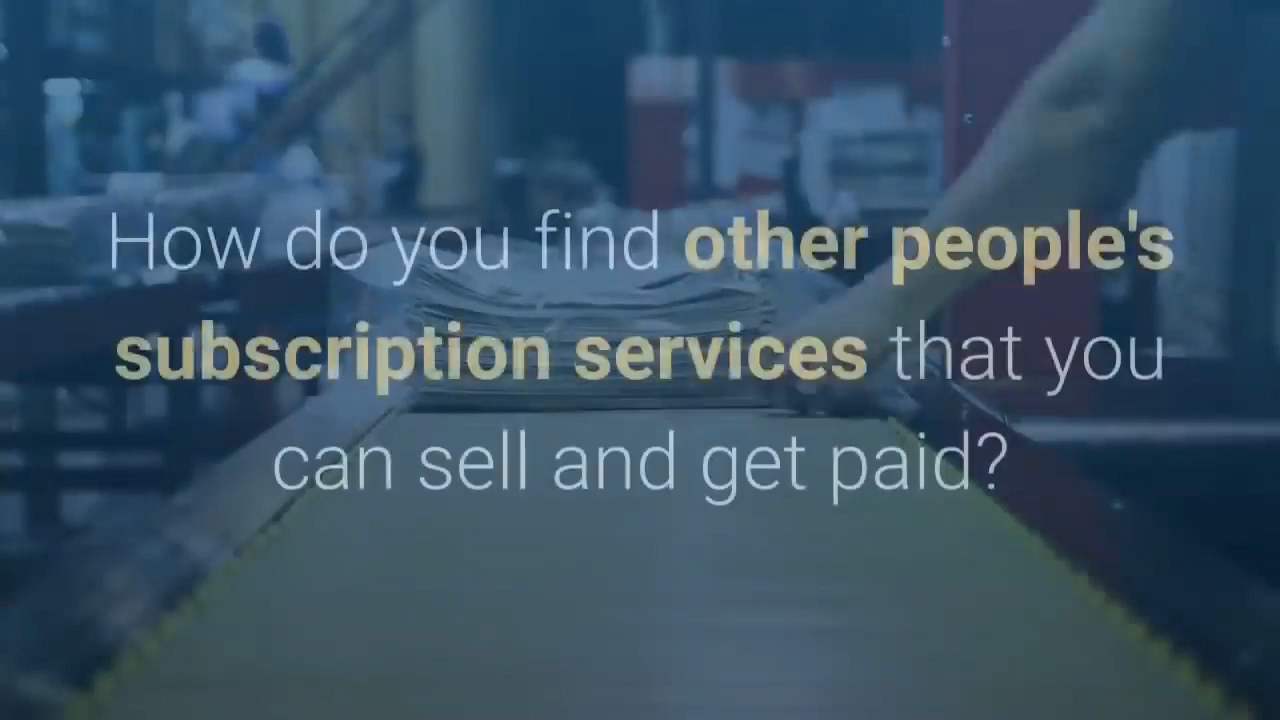 How do you find other people's
subscription services that you
can sell and get paid?